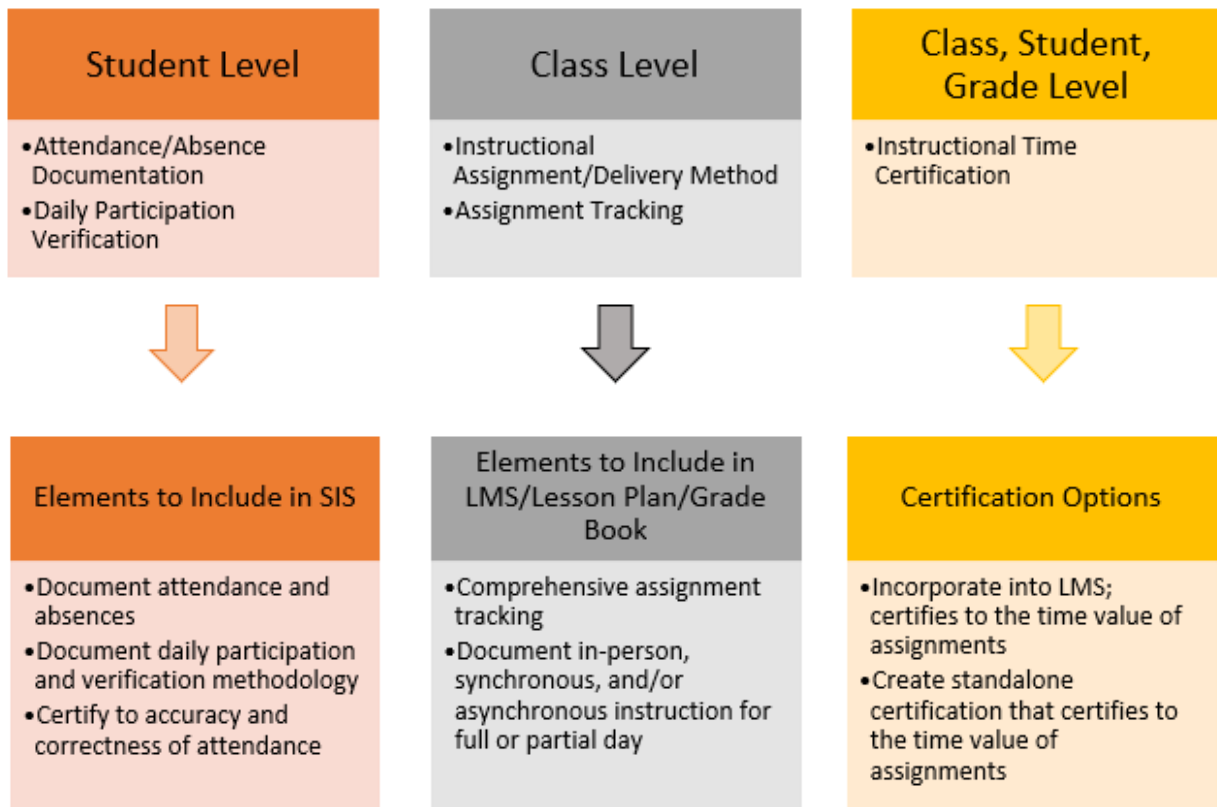 Student Level
•Attendance/Absence
Documentation
•Daily Participation
Verification
Class Level
•Instructional
Assignment/Delivery Method
•Assignment Tracking
Class, Student,
Grade Level
•Instructional Time
Certification
Elements to Include in SIS
•Document attendance and
absences
•Document daily participation
and verification methodology
•Certify to accuracy and
correctness of attendance
Elements to Include in
LMS/Lesson Plan/Grade
Book
•Comprehensive assignment
tracking
•Document in-person,
synchronous, and/or
asynchronous instruction for
full or partial day
Certification Options
•Incorporate into LMS;
certifies to the time value of
assignments
•Create standalone
certification that certifies to
the time value of
assignments